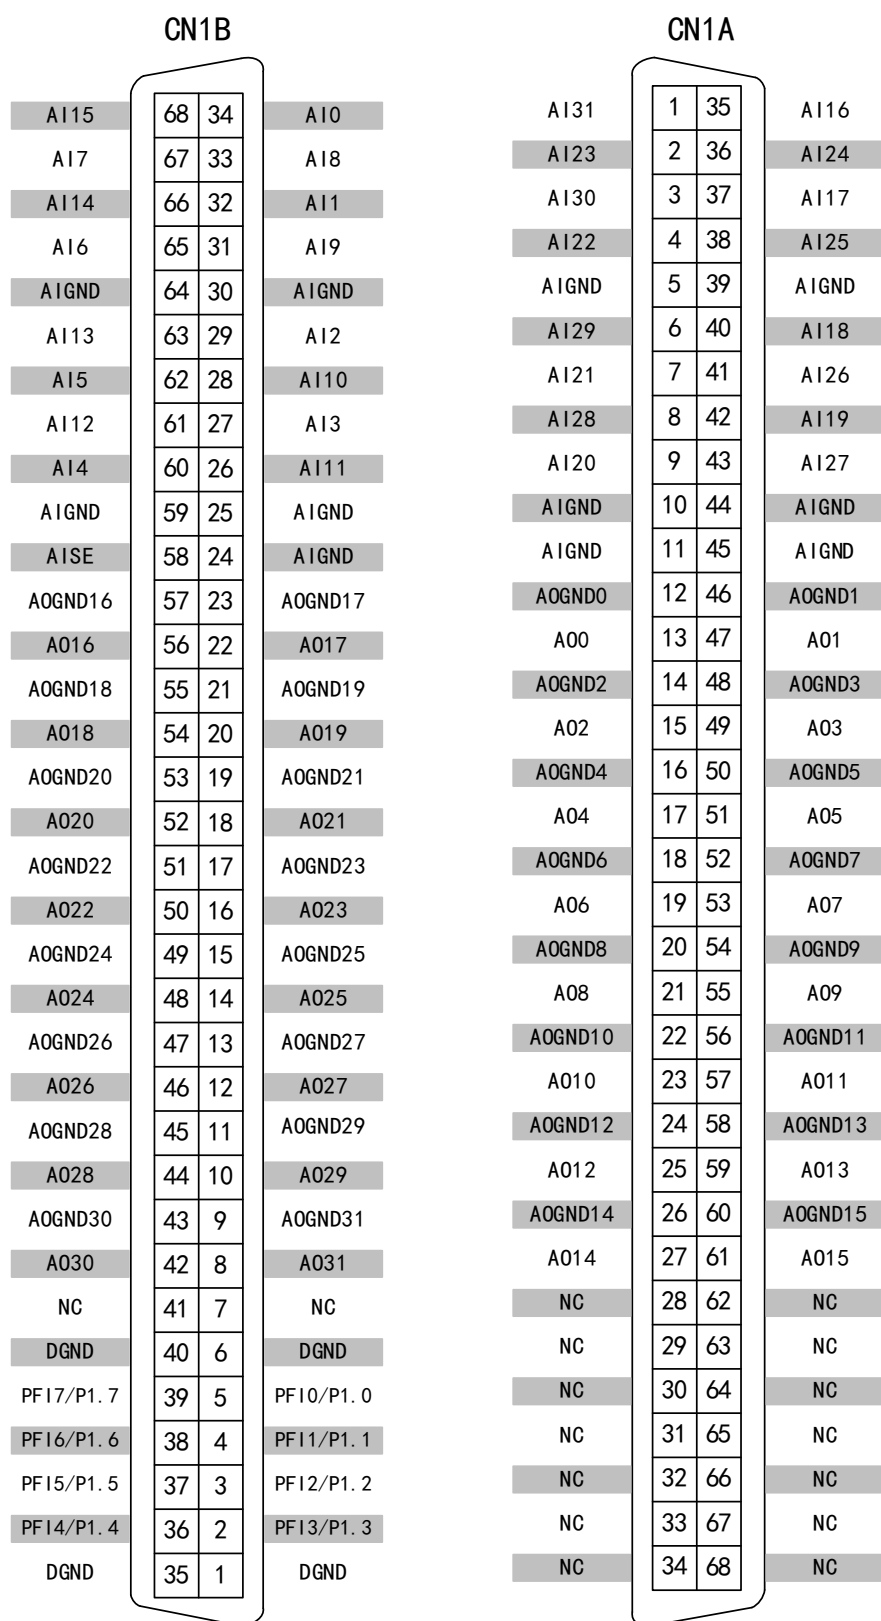 CN1B CN1A
AI15 68 34 AI0 AI31 1 35 AI16
AI7 67 33 AI8 AI23 2 36 AI24
AI14 66 32 AI1 AI30 3 37 AI17
AI6 65 31 AI9 AI22 4 38 AI25
AIGND 64 30 AIGND AIGND 5 39 AIGND
AI13 63 29 AI2 AI29 6 40 AI18
AI5 62 28 AI10 AI21 7 41 AI26
AI12 61 27 AI3 AI28 8 42 AI19
AI4 60 26 AI11 AI20 9 43 AI27
AIGND 59 25 AIGND AIGND 10 44 AIGND
AISE 58 24 AIGND AIGND 11 45 AIGND
AOGND16 57 23 AOGND17 AOGND0 12 46 AOGND1
AO16 56 22 AO17 AO0 13 47 AO1
AOGND18 55 21 AOGND19 AOGND2 14 48 AOGND3
AO18 54 20 AO19 AO2 15 49 AO3
AOGND20 53 19 AOGND21 AOGND4 16 50 AOGND5
AO20 52 18 AO21 AO4 17 51 AO5
AOGND22 51 17 AOGND23 AOGND6 18 52 AOGND7
AO22 50 16 AO23 AO6 19 53 AO7
AOGND24 49 15 AOGND25 AOGND8 20 54 AOGND9
AO24 48 14 AO25 AO8 21 55 AO9
AOGND26 47 13 AOGND27 AOGND10 22 56 AOGND11
AO26 46 12 AO27 AO10 23 57 AO11
AOGND28 45 11 AOGND29 AOGND12 24 58 AOGND13
AO28 44 10 AO29 AO12 25 59 AO13
AOGND30 43 9 AOGND31 AOGND14 26 60 AOGND15
AO30 42 8 AO31 AO14 27 61 AO15
NC 41 7 NC NC 28 62 NC
DGND 40 6 DGND NC 29 63 NC
PFI7/P1.7 39 5 PFI0/P1.0 NC 30 64 NC
PFI6/P1.6 38 4 PFI1/P1.1 NC 31 65 NC
PFI5/P1.5 37 3 PFI2/P1.2 NC 32 66 NC
PFI4/P1.4 36 2 PFI3/P1.3 NC 33 67 NC
DGND 35 1 DGND NC 34 68 NC